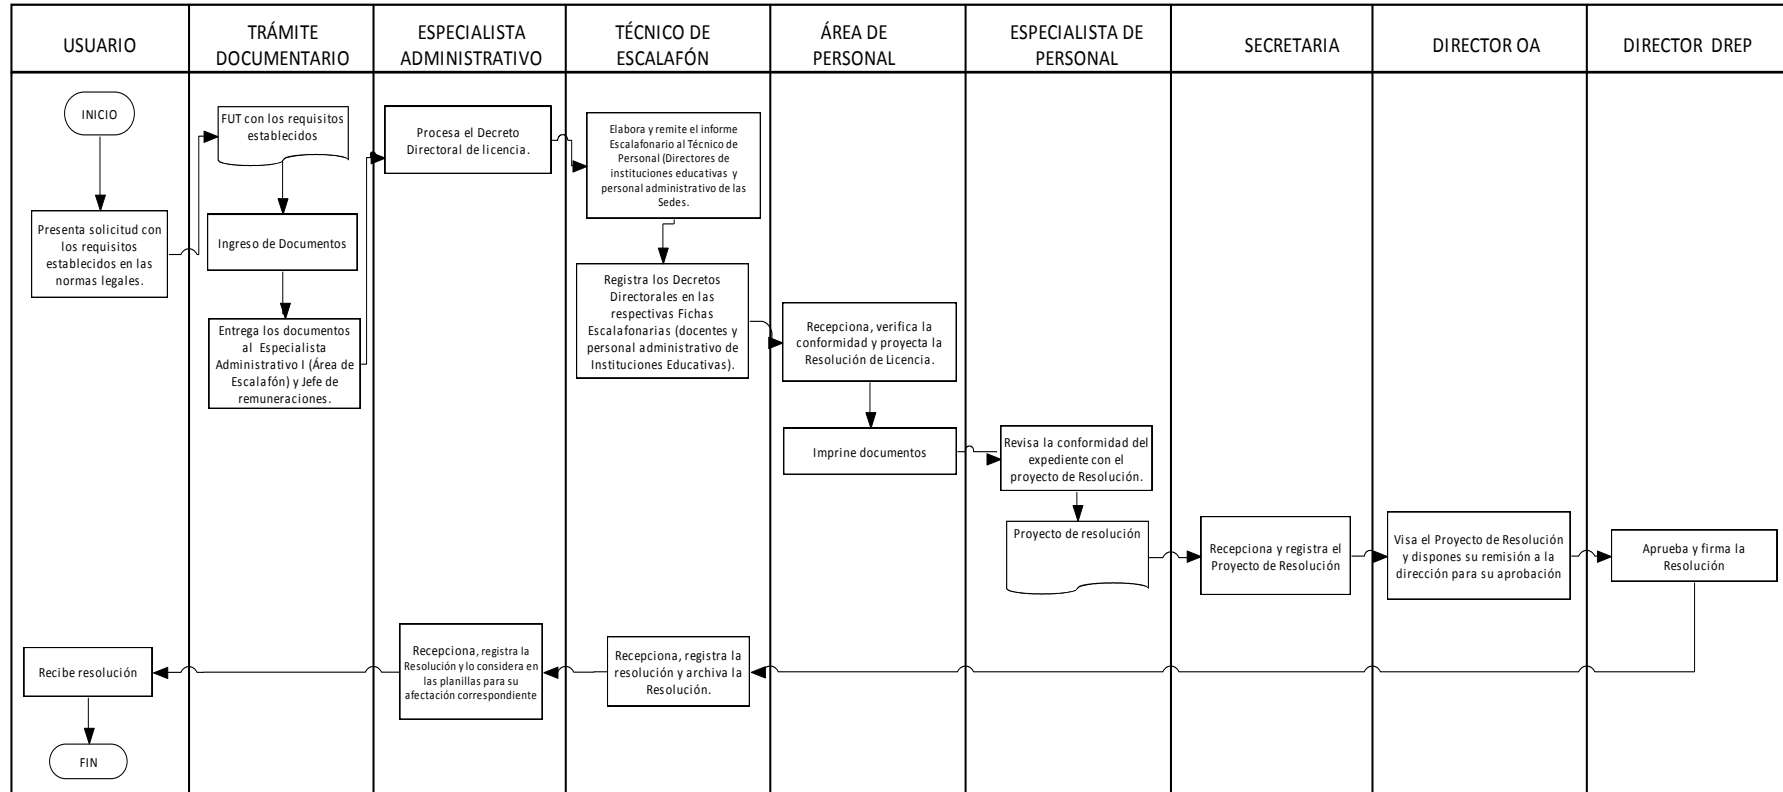 USUARIO
TRÁMITE
DOCUMENTARIO
ESPECIALISTA
ADMINISTRATIVO
TÉCNICO DE
ESCALAFÓN
ÁREA DE
PERSONAL
ESPECIALISTA DE
PERSONAL
SECRETARIA
DIRECTOR OA
DIRECTOR DREP
INICIO
Presenta solicitud con
los requisitos
establecidos en las
normas legales.
FUT con los requisitos
establecidos
Ingreso de Documentos
Entrega los documentos
al Especialista
Administrativo I (Área de
Escalafón) y Jefe de
remuneraciones.
Procesa el Decreto
Directoral de licencia.
Elabora y remite el informe
Escalafonario al Técnico de
Personal (Directores de
instituciones educativas y
personal administrativo de las
Sedes.
Registra los Decretos
Directorales en las
respectivas Fichas
Escalafonarias (docentes y
personal administrativo de
Instituciones Educativas).
Recepciona, verifica la
conformidad y proyecta la
Resolución de Licencia.
Imprine documentos
Revisa la conformidad del
expediente con el
proyecto de Resolución.
Proyecto de resolución
Recepciona y registra el
Proyecto de Resolución
Visa el Proyecto de Resolución
y dispones su remisión a la
dirección para su aprobación
Aprueba y firma la
Resolución
Recepciona, registra la
resolución y archiva la
Resolución.
Recepciona, registra la
Resolución y lo considera en
las planillas para su
afectación correspondiente
Recibe resolución
FIN